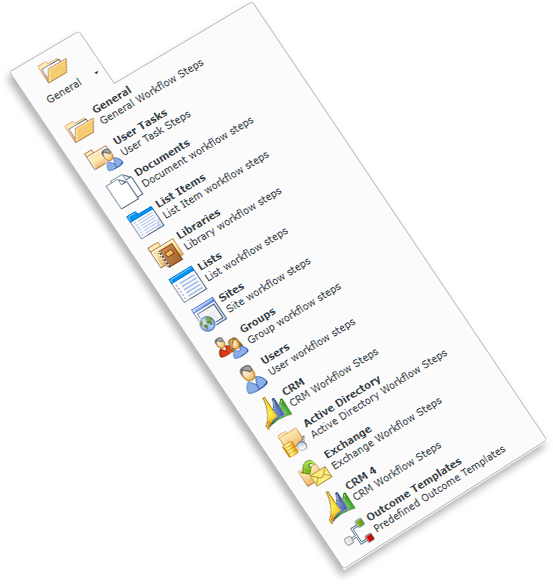 General
General
General Workflow Steps
User Tasks
User Task Steps
Documents
Document workflow steps
List Items
List Item workflow steps
Libraries
Library workflow steps
Lists
List workflow steps
Sites
Site workflow steps
Groups
Group workflow steps
Users
User workflow steps
CRM
CRM Workflow Steps
Active Directory
Active Directory Workflow Steps
Exchange
Exchange Workflow Steps
CRM 4
CRM Workflow Steps
Outcome Templates
Predefined Outcome Templates